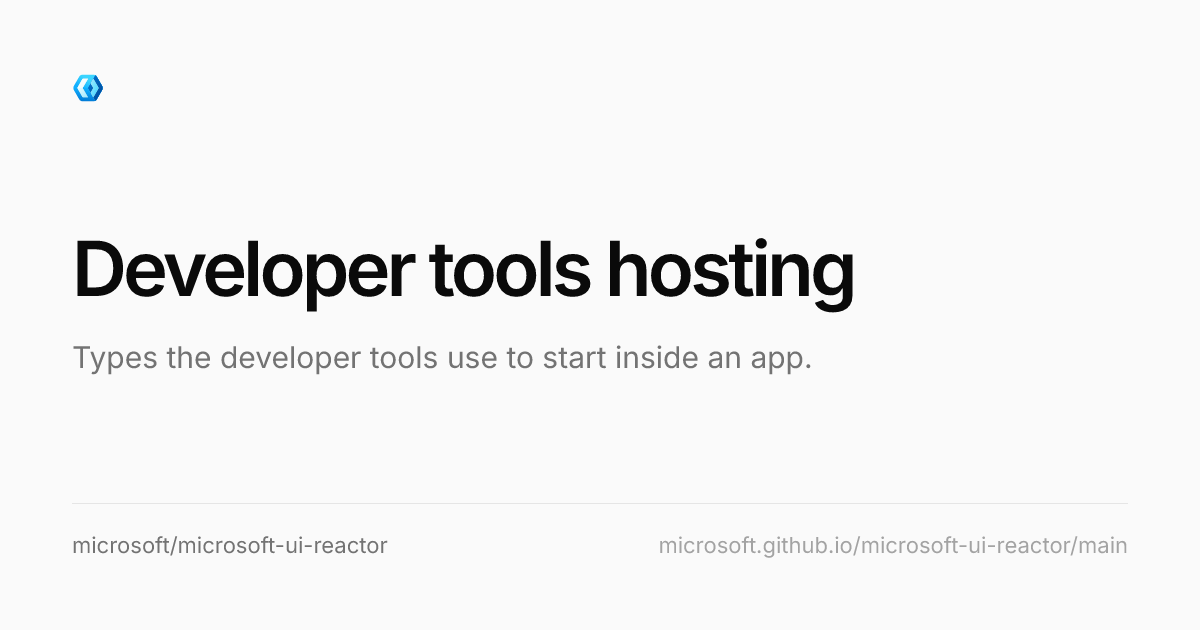 Developer tools hosting
Types the developer tools use to start inside an app.
microsoft/microsoft-ui-reactor
microsoft.github.io/microsoft-ui-reactor/main